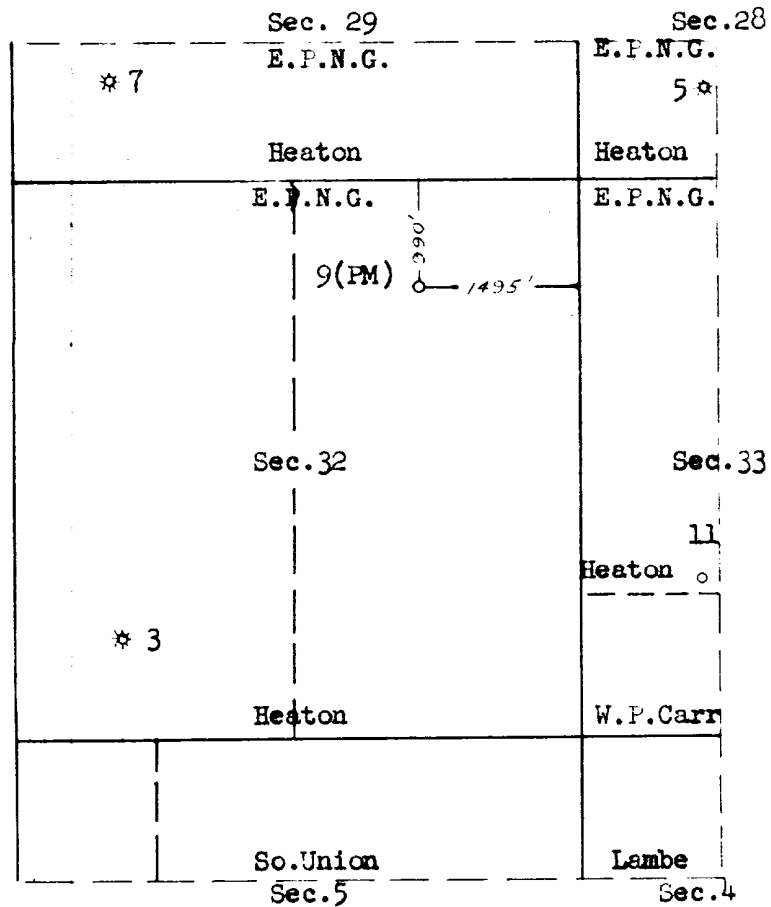 Sec. 29 Sec.28
E.P.N.G. E.P.N.G.
7 5
Heaton Heaton
E.P.N.G. E.P.N.G.
990'
9(PM) 1495'
Sec.32 Sec.33
11
Heaton
3
Heaton W.P.Carr
So.Union Lambe
Sec.5 Sec.4